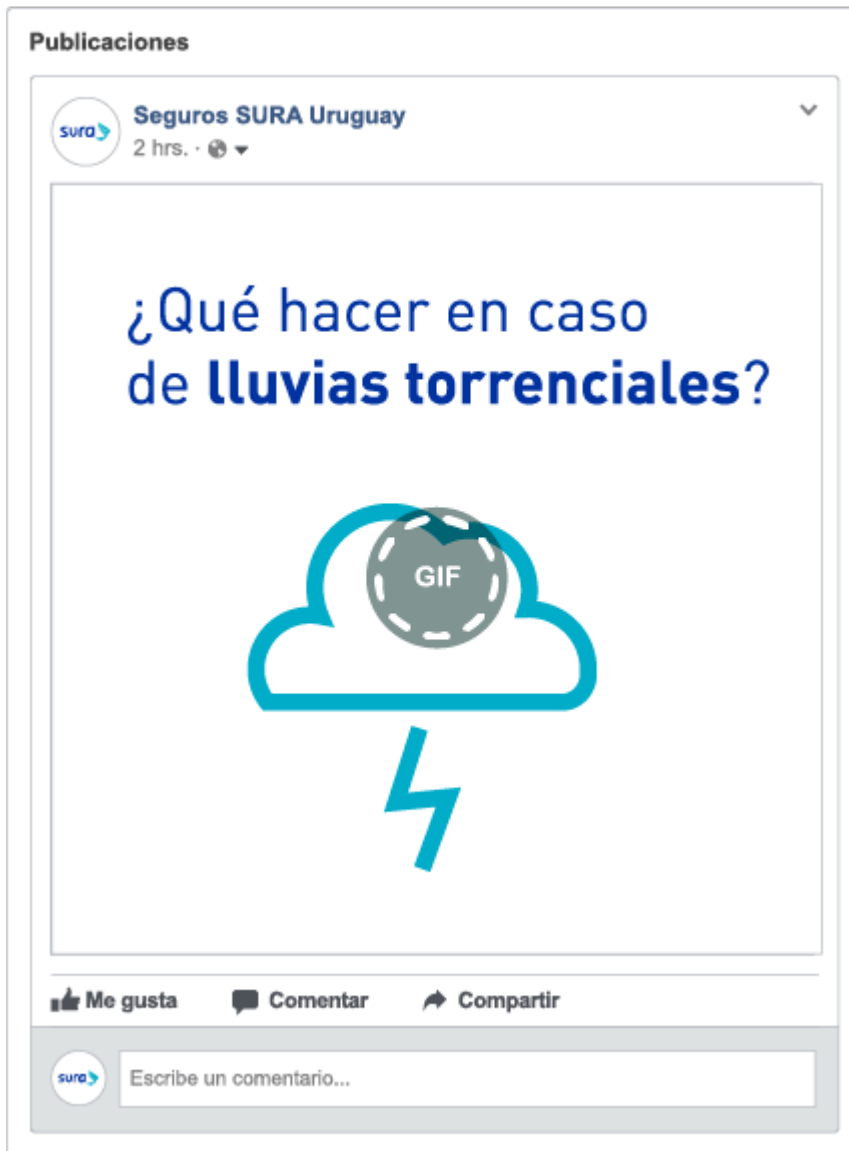 Publicaciones
sura
Seguros SURA Uruguay
2 hrs. ·
¿Qué hacer en caso
de lluvias torrenciales?
GIF
Me gusta
Comentar
Compartir
sura
Escribe un comentario...